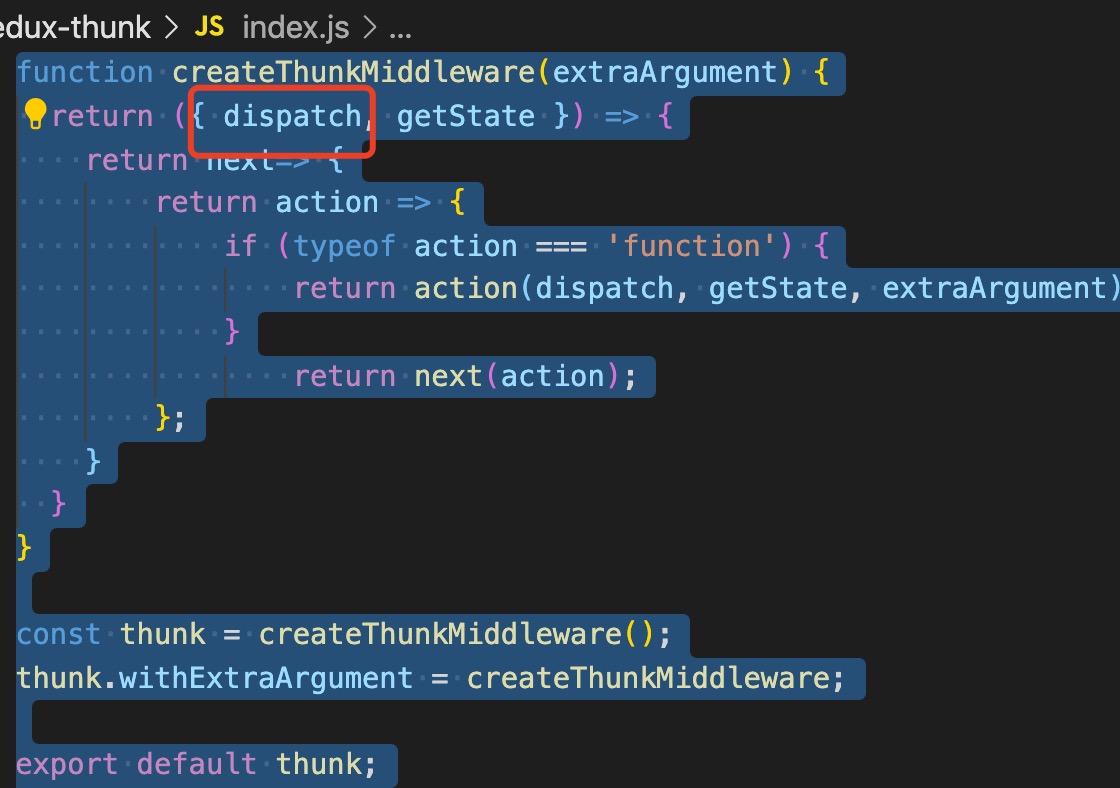 edux-thunk > JS index.js > ...
function createThunkMiddleware(extraArgument) {
return ({ dispatch, getState }) => {
return next=> {
return action => {
if (typeof action === 'function') {
return action(dispatch, getState, extraArgument)
}
return next(action);
};
}
}
}
const thunk = createThunkMiddleware();
thunk.withExtraArgument = createThunkMiddleware;
export default thunk;